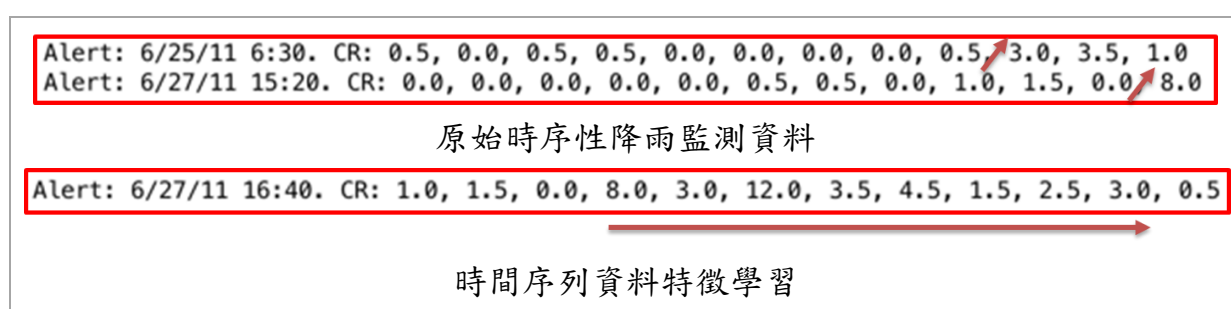 Alert: 6/25/11 6:30. CR: 0.5, 0.0, 0.5, 0.5, 0.0, 0.0, 0.0, 0.0, 0.5, 3.0, 3.5, 1.0
Alert: 6/27/11 15:20. CR: 0.0, 0.0, 0.0, 0.0, 0.0, 0.5, 0.5, 0.0, 1.0, 1.5, 0.0, 8.0
原始時序性降雨監測資料
Alert: 6/27/11 16:40. CR: 1.0, 1.5, 0.0, 8.0, 3.0, 12.0, 3.5, 4.5, 1.5, 2.5, 3.0, 0.5
時間序列資料特徵學習